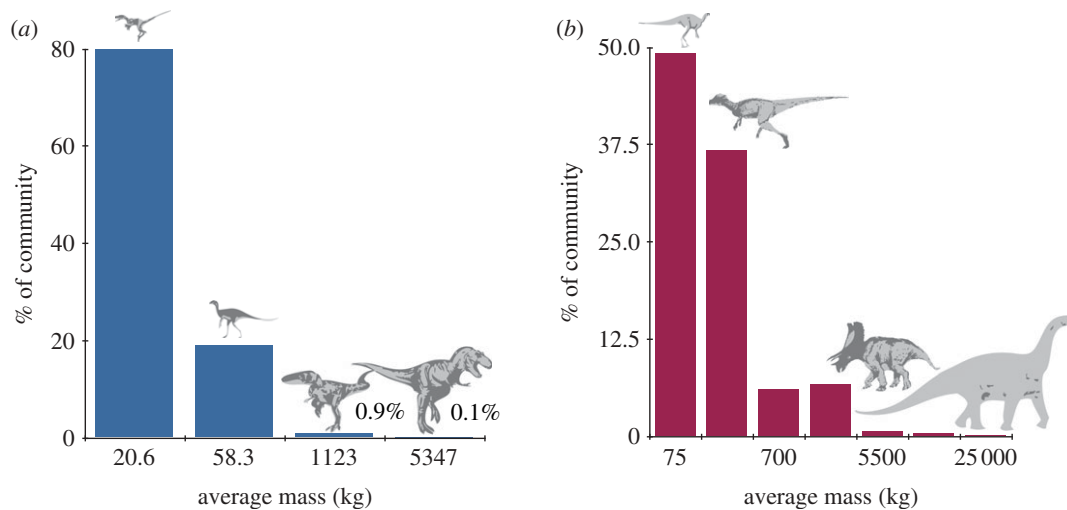 (a)
80
60
40
20
0
% of community
0.9%
0.1%
20.6 58.3 1123 5347
average mass (kg)
(b)
50.0
37.5
25.0
12.5
0
% of community
75 700 5500 25 000
average mass (kg)